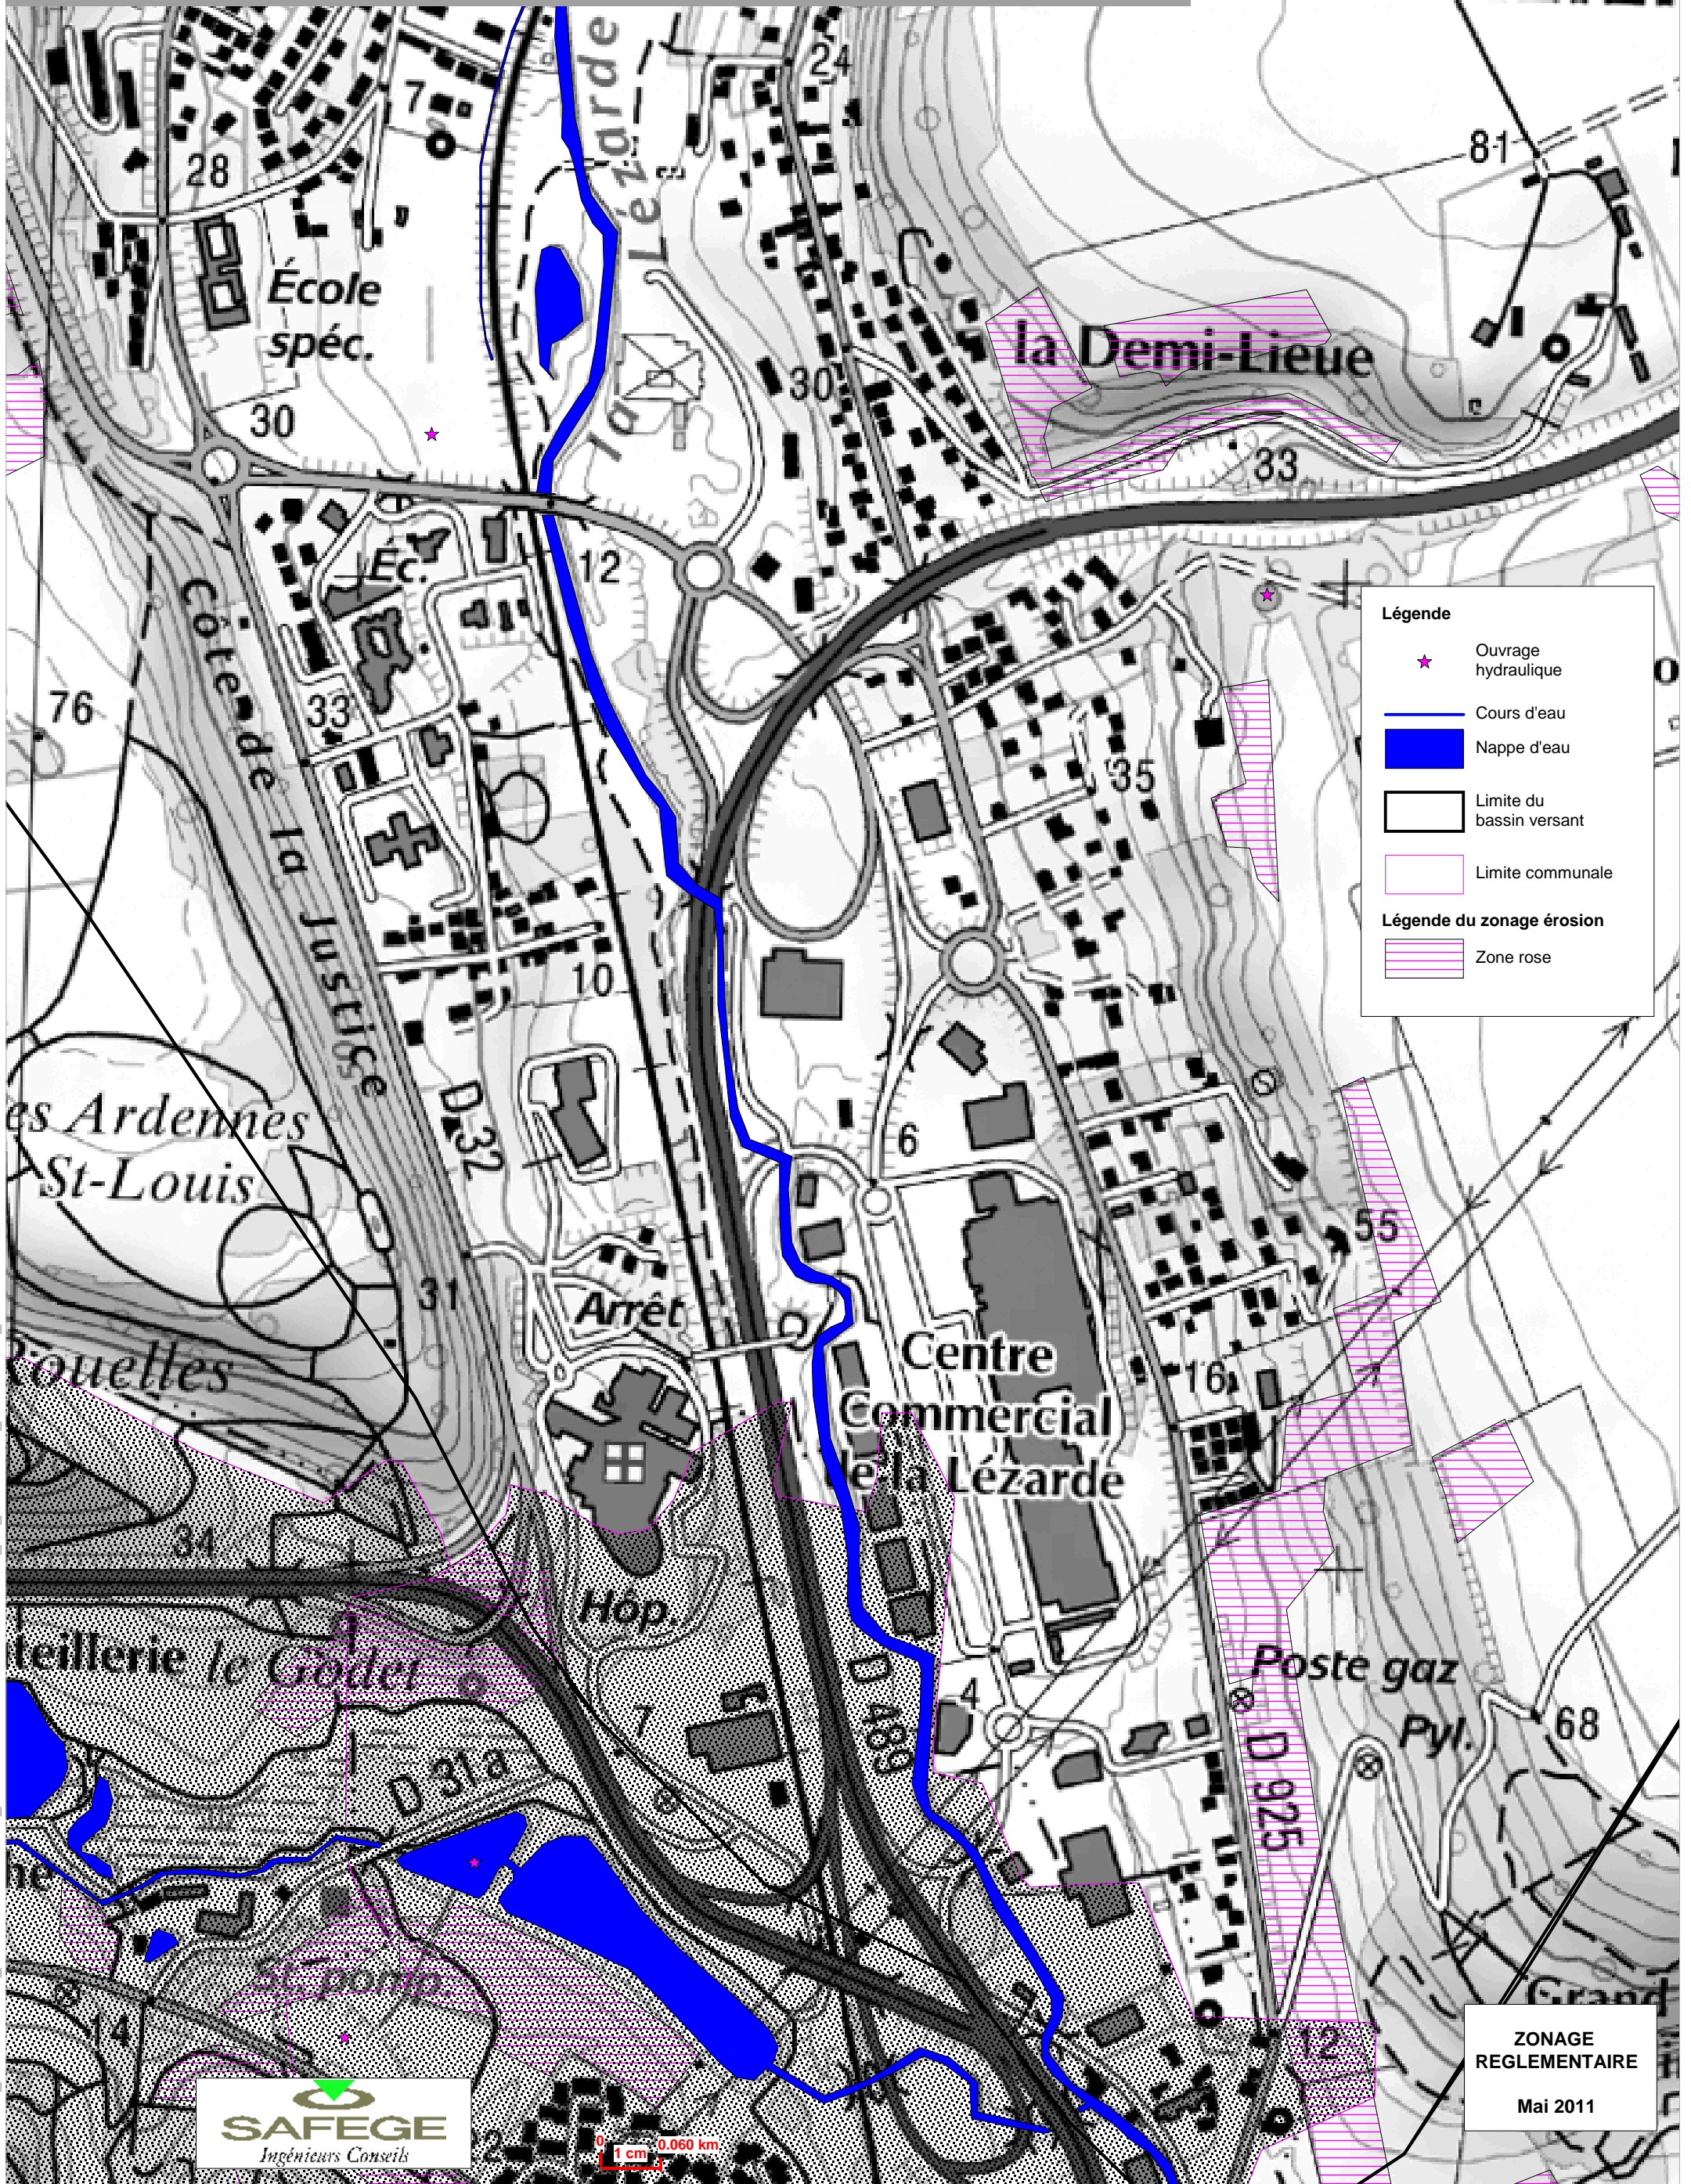 la Lézarde
24
7
28
81
École
spéc.
la Demi-Lieue
30
30
33
Éc.
12
Côte de la Justice
76
33
35
Légende
Ouvrage
hydraulique
Cours d'eau
Nappe d'eau
Limite du
bassin versant
Limite communale
Légende du zonage érosion
Zone rose
10
es Ardennes
St-Louis
D 32
6
55
31
Arrêt
Rouelles
Centre
Commercial
de la Lézarde
16
34
Hôp.
teillerie le Godet
Poste gaz
Pyl.
68
7
D 489
4
D 31a
D 925
Grand
14
12
ZONAGE
REGLEMENTAIRE
Mai 2011
SAFEGE
Ingénieurs Conseils
0
1 cm
0.060 km